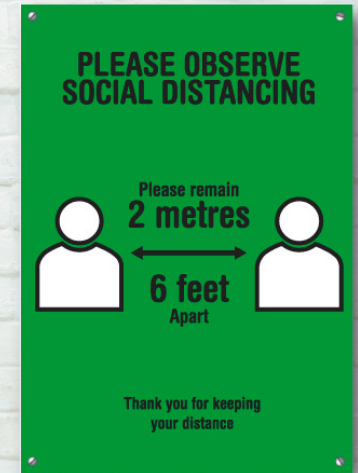 PLEASE OBSERVE
SOCIAL DISTANCING
Please remain
2 metres
6 feet
Apart
Thank you for keeping
your distance